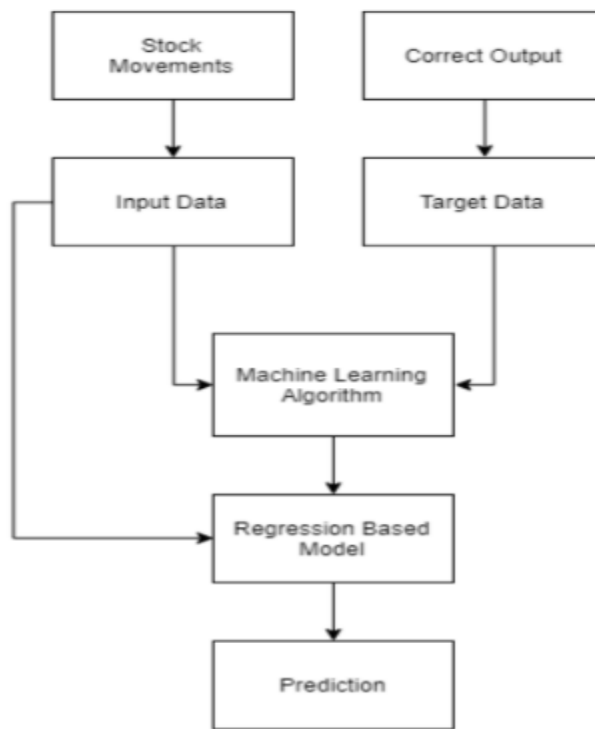 Stock
Movements
Correct Output
Input Data
Target Data
Machine Learning
Algorithm
Regression Based
Model
Prediction